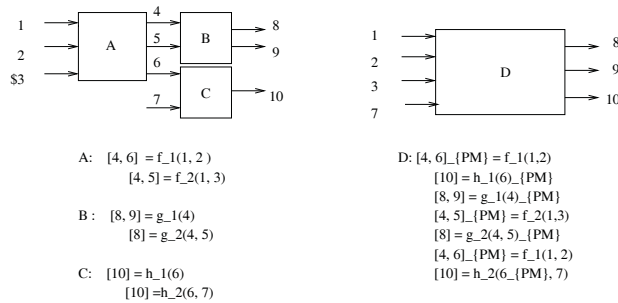 1
2
$3
A
4
5
6
7
B
C
8
9
10
1
2
3
7
D
8
9
10
A: [4, 6] = f_1(1, 2 )
[4, 5] = f_2(1, 3)
B : [8, 9] = g_1(4)
[8] = g_2(4, 5)
C: [10] = h_1(6)
[10] =h_2(6, 7)
D: [4, 6]_{PM} = f_1(1,2)
[10] = h_1(6)_{PM}
[8, 9] = g_1(4)_{PM}
[4, 5]_{PM} = f_2(1,3)
[8] = g_2(4, 5)_{PM}
[4, 6]_{PM} = f_1(1, 2)
[10] = h_2(6_{PM}, 7)